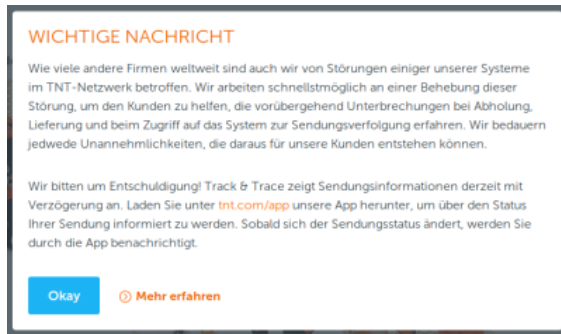 WICHTIGE NACHRICHT
Wie viele andere Firmen weltweit sind auch wir von Störungen einiger unserer Systeme
im TNT-Netzwerk betroffen. Wir arbeiten schnellstmöglich an einer Behebung dieser
Störung, um den Kunden zu helfen, die vorübergehend Unterbrechungen bei Abholung,
Lieferung und beim Zugriff auf das System zur Sendungsverfolgung erfahren. Wir bedauern
jedwede Unannehmlichkeiten, die daraus für unsere Kunden entstehen können.
Wir bitten um Entschuldigung! Track & Trace zeigt Sendungsinformationen derzeit mit
Verzögerung an. Laden Sie unter tnt.com/app unsere App herunter, um über den Status
Ihrer Sendung informiert zu werden. Sobald sich der Sendungsstatus ändert, werden Sie
durch die App benachrichtigt.
Okay
Mehr erfahren